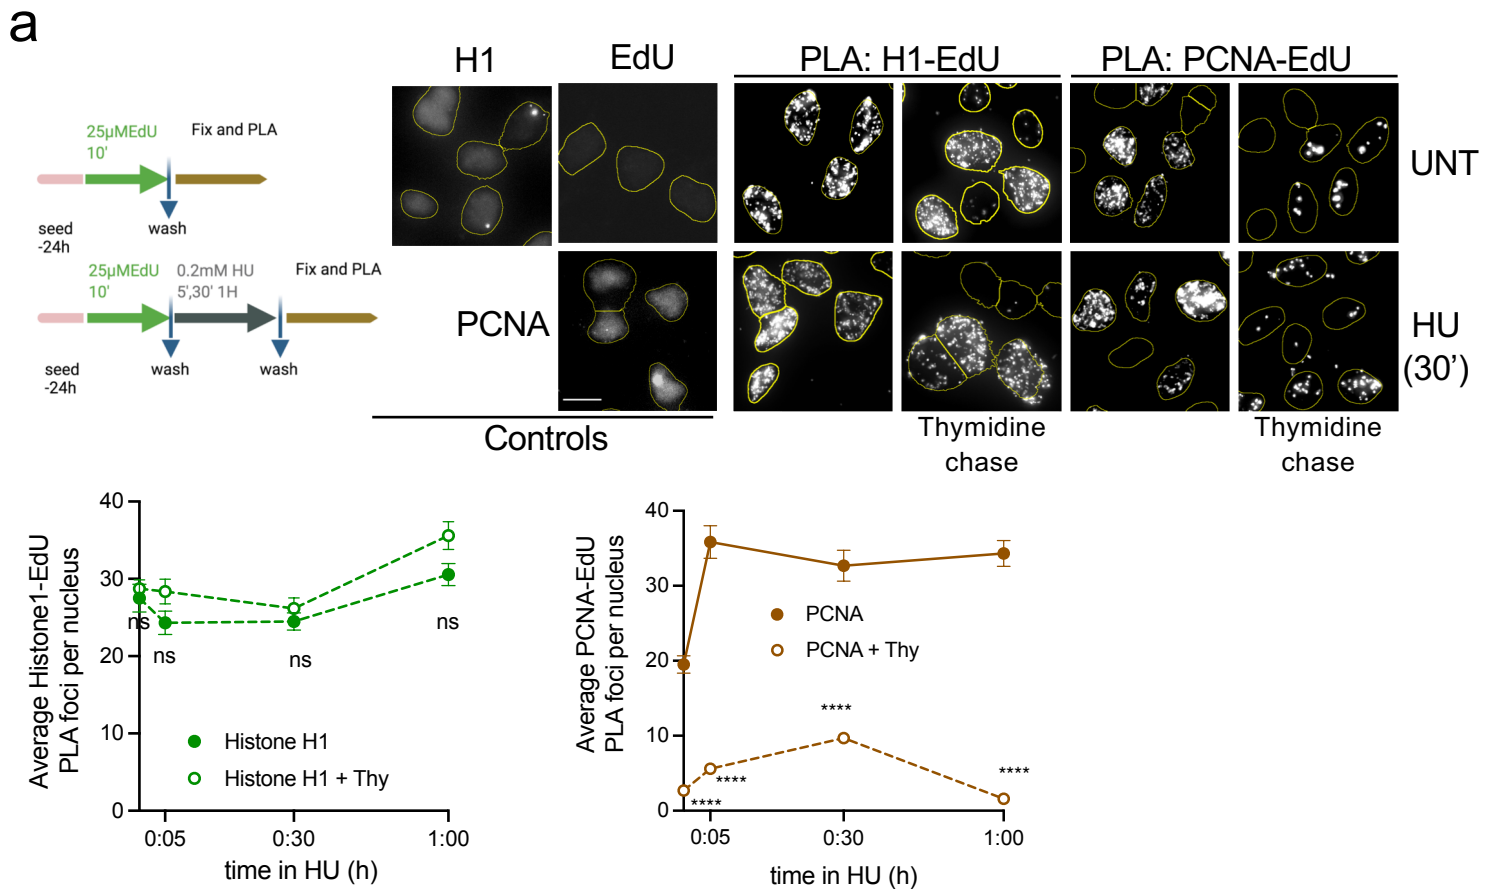 a
H1
EdU
PLA: H1-EdU
PLA: PCNA-EdU
25µMEdU
10'
Fix and PLA
seed
-24h
wash
UNT
25µMEdU
10'
0.2mM HU
5',30' 1H
Fix and PLA
seed
-24h
wash
wash
PCNA
HU
(30')
Controls
Thymidine
chase
Thymidine
chase
Average Histone1-EdU
PLA foci per nucleus
40
30
20
10
0
ns
ns
ns
ns
Histone H1
Histone H1 + Thy
0:05
0:30
1:00
time in HU (h)
Average PCNA-EdU
PLA foci per nucleus
40
30
20
10
0
PCNA
PCNA + Thy
****
****
****
****
0:05
0:30
1:00
time in HU (h)